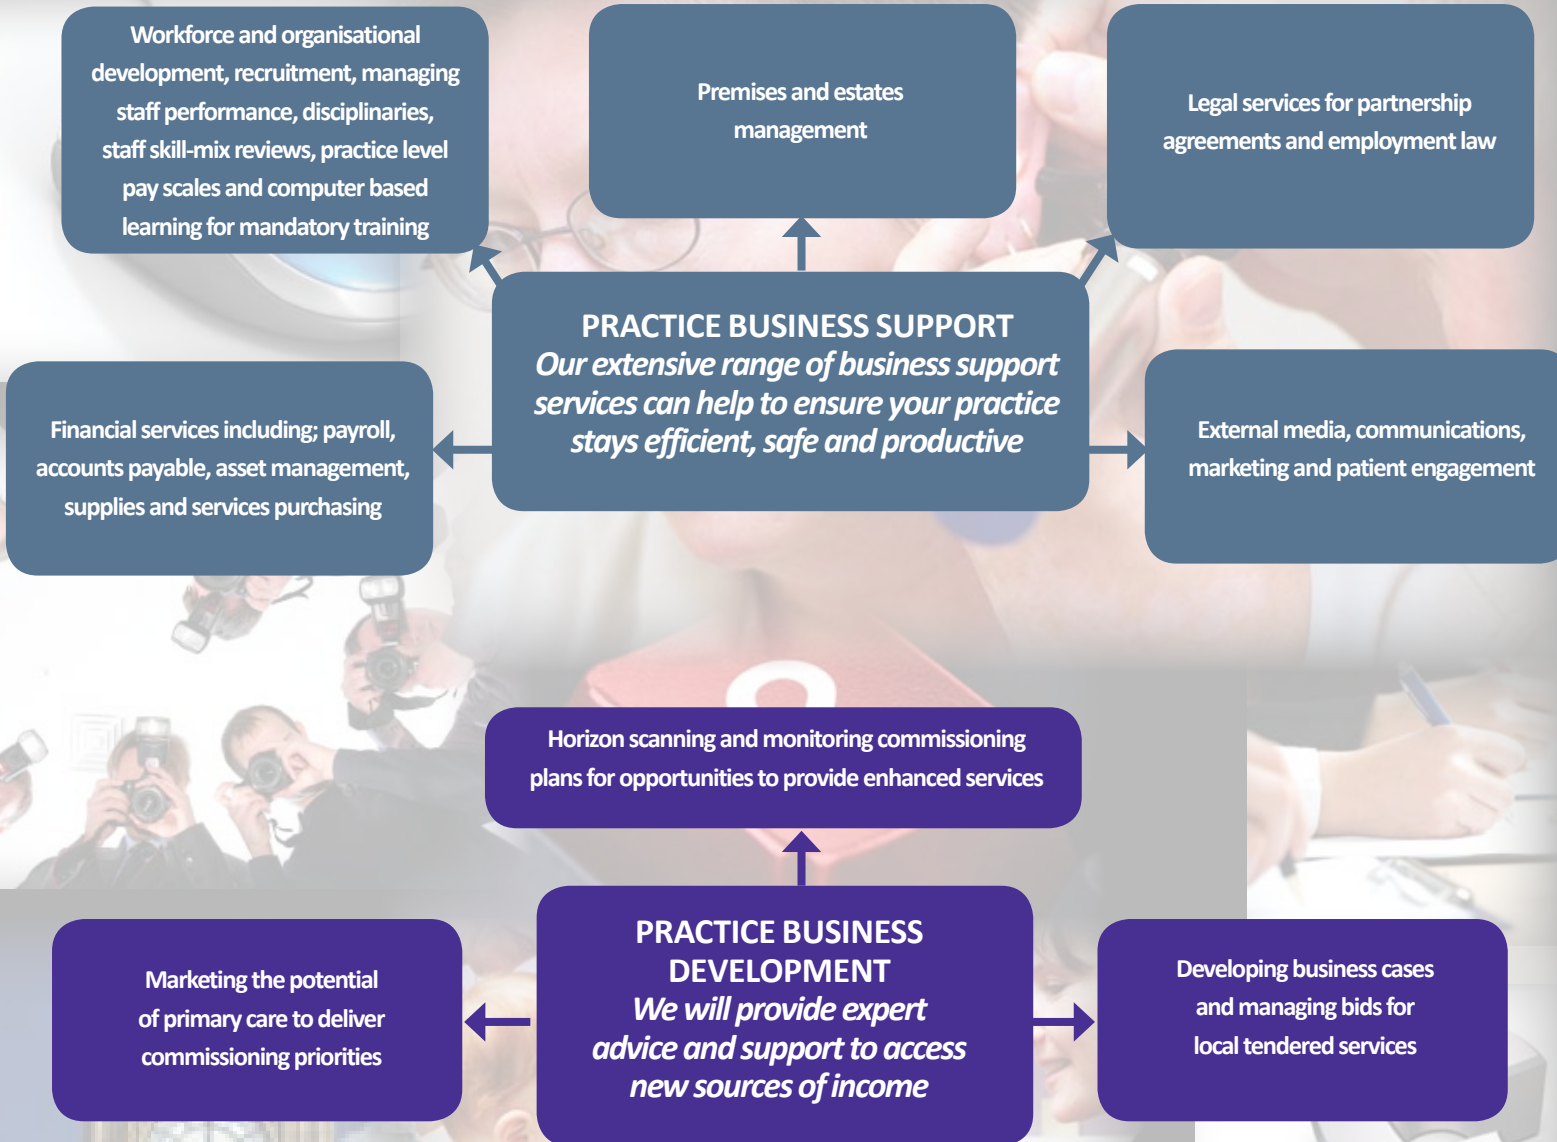 Workforce and organisational
development, recruitment, managing
staff performance, disciplinaries,
staff skill-mix reviews, practice level
pay scales and computer based
learning for mandatory training
Premises and estates
management
Legal services for partnership
agreements and employment law
PRACTICE BUSINESS SUPPORT
Our extensive range of business support
services can help to ensure your practice
stays efficient, safe and productive
Financial services including; payroll,
accounts payable, asset management,
supplies and services purchasing
External media, communications,
marketing and patient engagement
Horizon scanning and monitoring commissioning
plans for opportunities to provide enhanced services
PRACTICE BUSINESS
DEVELOPMENT
We will provide expert
advice and support to access
new sources of income
Marketing the potential
of primary care to deliver
commissioning priorities
Developing business cases
and managing bids for
local tendered services